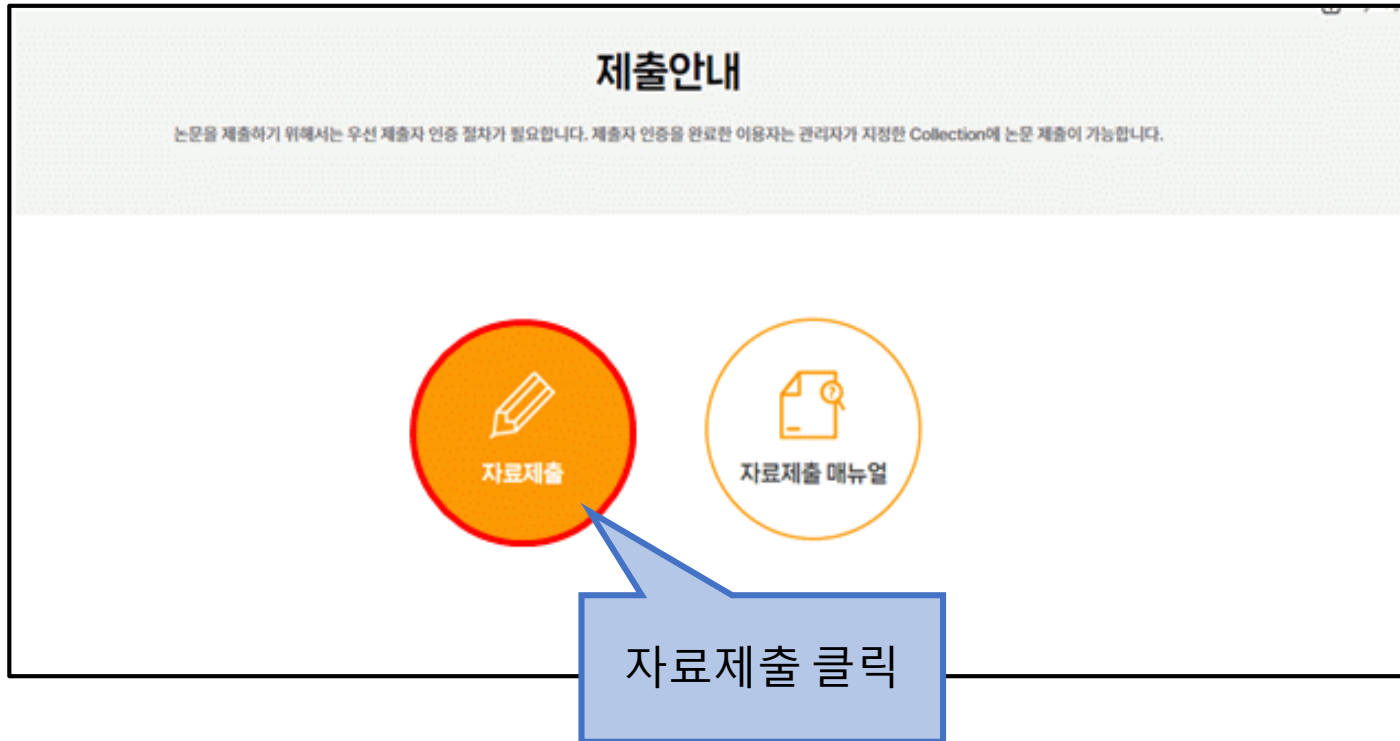 제출안내
논문을 제출하기 위해서는 우선 제출자 인증 절차가 필요합니다. 제출자 인증을 완료한 이용자는 관리자가 지정한 Collection에 논문 제출이 가능합니다.
자료제출
자료제출 매뉴얼
자료제출 클릭